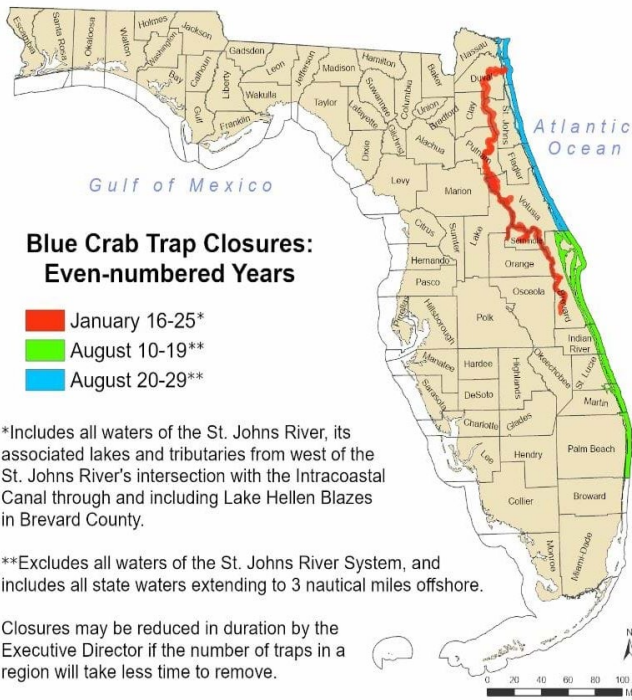 Escambia
Santa Rosa
Okaloosa
Walton
Holmes
Washington
Jackson
Bay
Calhoun
Gulf
Liberty
Gadsden
Franklin
Leon
Wakulla
Jefferson
Madison
Taylor
Hamilton
Suwannee
Lafayette
Dixie
Columbia
Gilchrist
Baker
Union
Bradford
Alachua
Levy
Nassau
Duval
Clay
St. Johns
Putnam
Flagler
Marion
Volusia
Atlantic
Ocean
Gulf of Mexico
Citrus
Sumter
Lake
Seminole
Hernando
Orange
Pasco
Osceola
Brevard
Pinellas
Hillsborough
Polk
Indian
River
Manatee
Hardee
Highlands
Okeechobee
St. Lucie
Sarasota
DeSoto
Martin
Charlotte
Glades
Lee
Hendry
Palm Beach
Collier
Broward
Monroe
Miami-Dade
Blue Crab Trap Closures:
Even-numbered Years
January 16-25*
August 10-19**
August 20-29**
*Includes all waters of the St. Johns River, its
associated lakes and tributaries from west of the
St. Johns River's intersection with the Intracoastal
Canal through and including Lake Hellen Blazes
in Brevard County.
**Excludes all waters of the St. Johns River System, and
includes all state waters extending to 3 nautical miles offshore.
Closures may be reduced in duration by the
Executive Director if the number of traps in a
region will take less time to remove.
N
0 20 40 60 80 100
M